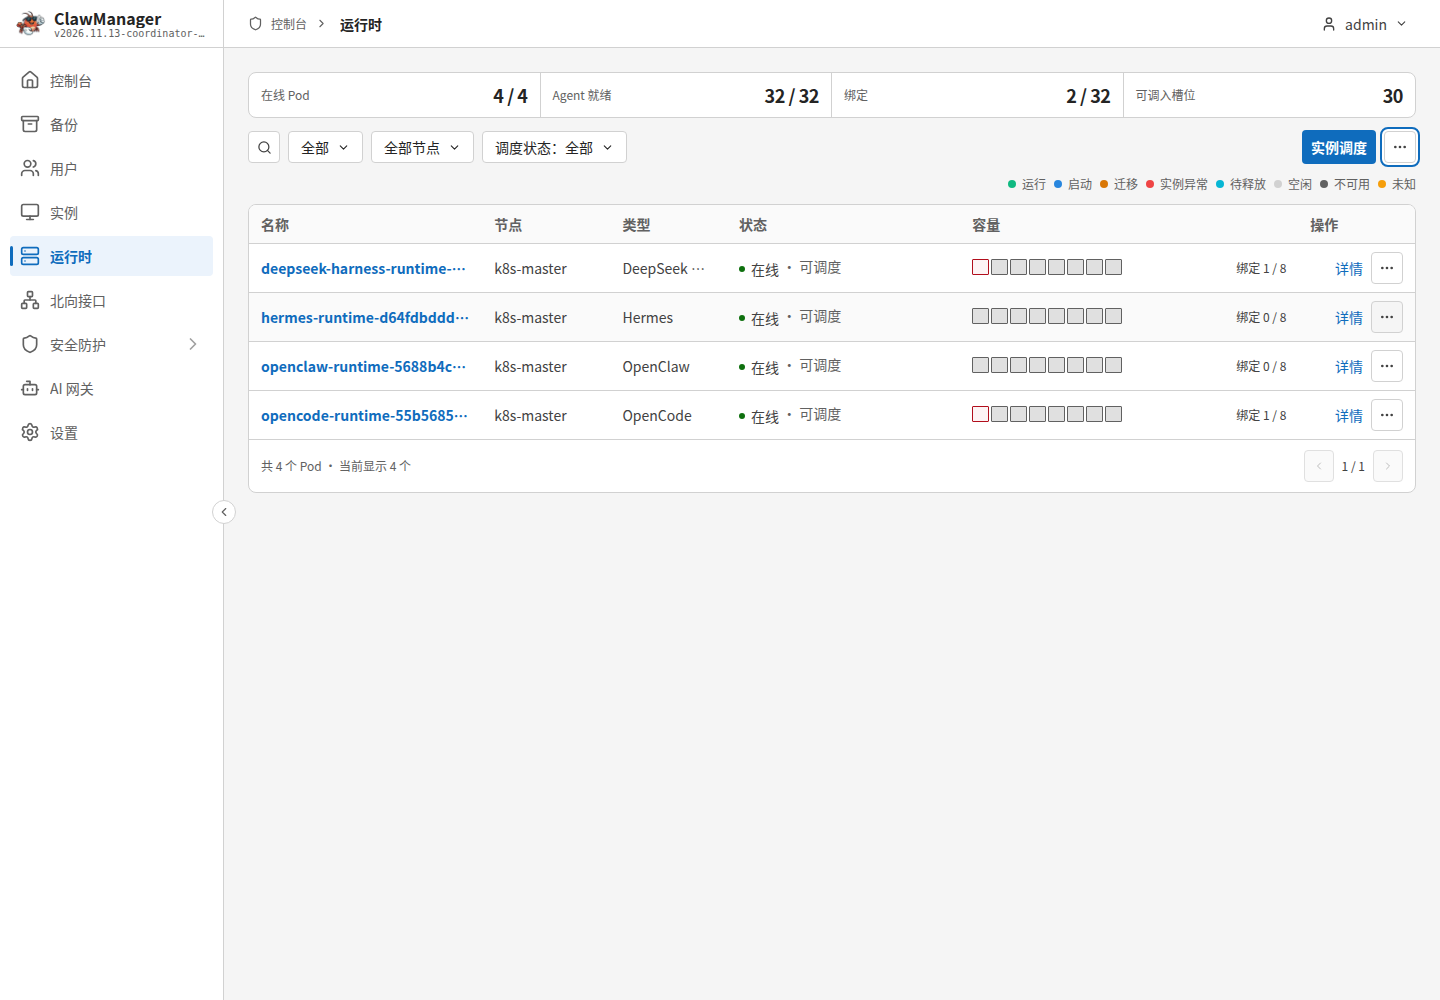 ClawManager
v2026.11.13-coordinator-…
控制台
运行时
admin
控制台
备份
用户
实例
运行时
北向接口
安全防护
AI 网关
设置
在线 Pod
4 / 4
Agent 就绪
32 / 32
绑定
2 / 32
可调入槽位
30
全部
全部节点
调度状态：全部
实例调度
运行
启动
迁移
实例异常
待释放
空闲
不可用
未知
名称 节点 类型 状态 容量 操作
deepseek-harness-runtime-… k8s-master DeepSeek … 在线 · 可调度 绑定 1 / 8 详情
hermes-runtime-d64fdbddd… k8s-master Hermes 在线 · 可调度 绑定 0 / 8 详情
openclaw-runtime-5688b4c… k8s-master OpenClaw 在线 · 可调度 绑定 0 / 8 详情
opencode-runtime-55b5685… k8s-master OpenCode 在线 · 可调度 绑定 1 / 8 详情
共 4 个 Pod · 当前显示 4 个
1 / 1